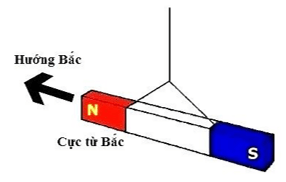 Hướng Bắc
N
Cực từ Bắc
S